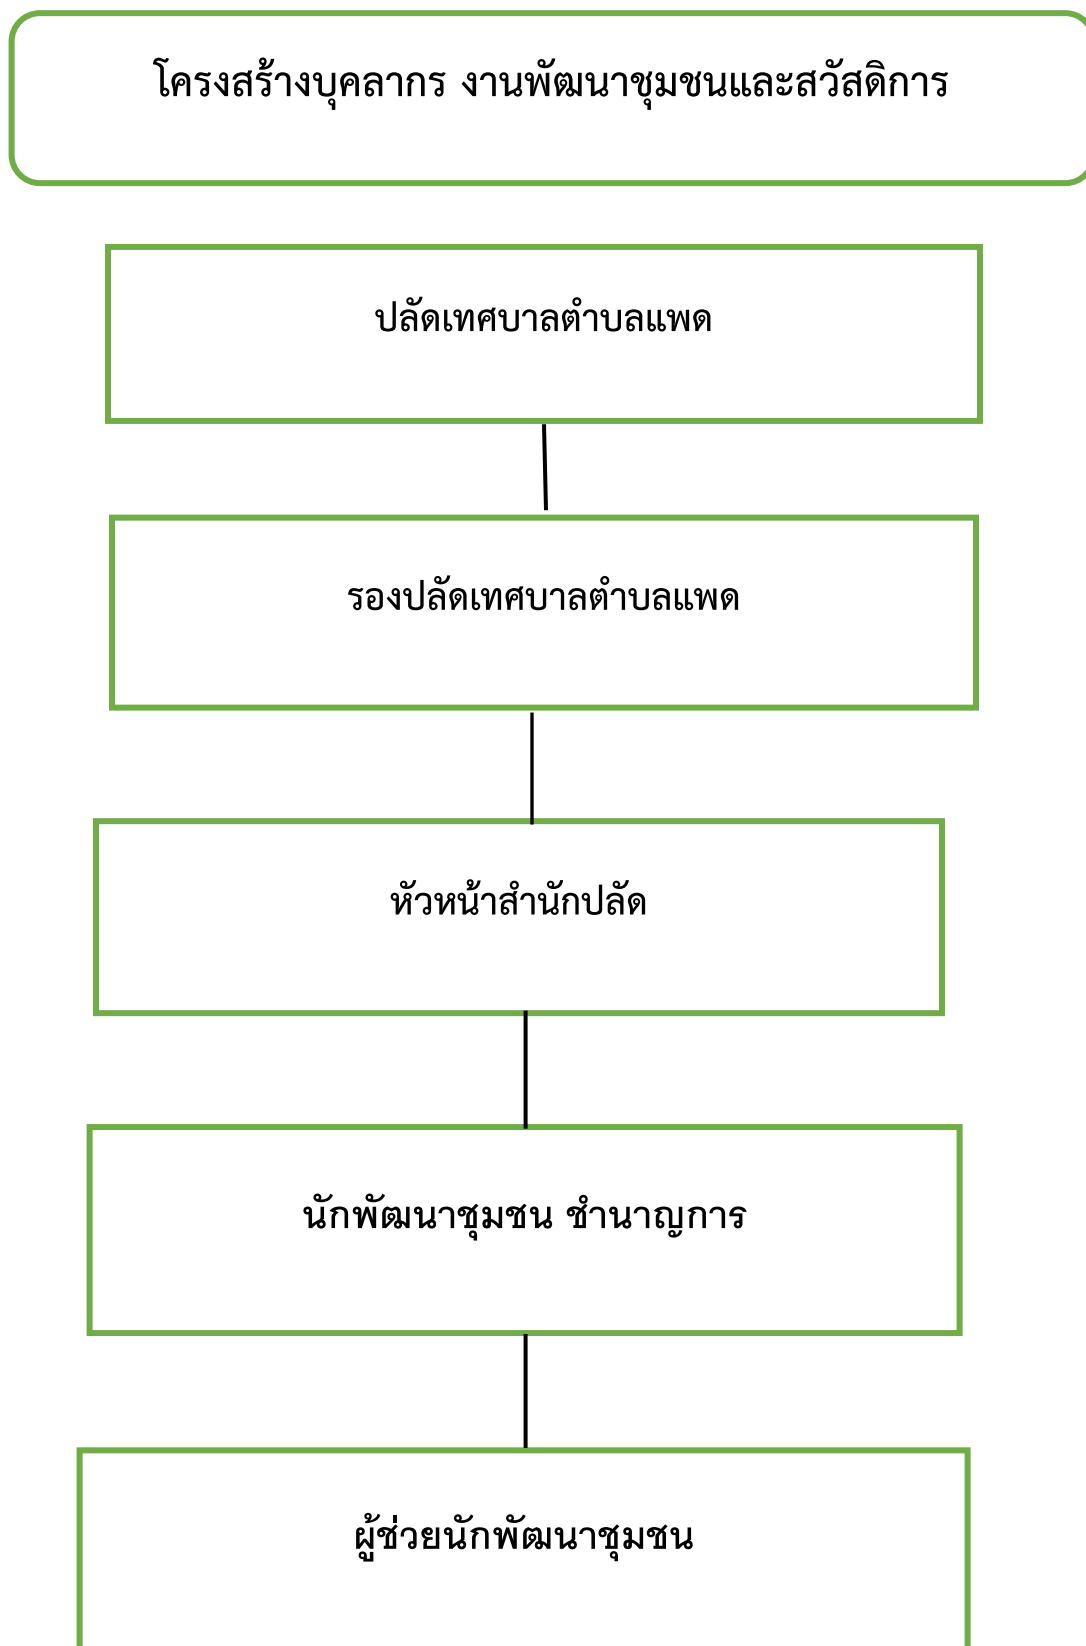 โครงสร้างบุคลากร งานพัฒนาชุมชนและสวัสดิการ
ปลัดเทศบาลตำบลแพด
รองปลัดเทศบาลตำบลแพด
หัวหน้าสำนักปลัด
นักพัฒนาชุมชน ชำนาญการ
ผู้ช่วยนักพัฒนาชุมชน